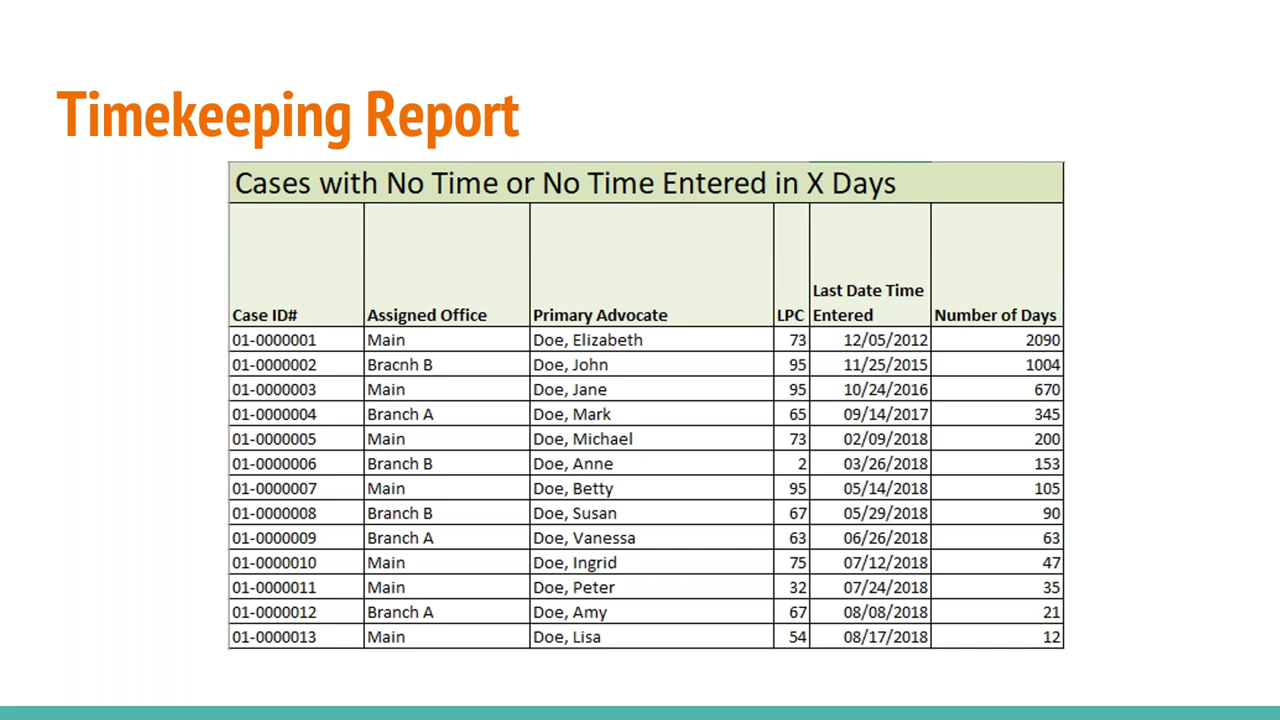 Timekeeping Report
Cases with No Time or No Time Entered in X Days
Case ID# Assigned Office Primary Advocate LPC Last Date Time Entered Number of Days
01-0000001 Main Doe, Elizabeth 73 12/05/2012 2090
01-0000002 Bracnh B Doe, John 95 11/25/2015 1004
01-0000003 Main Doe, Jane 95 10/24/2016 670
01-0000004 Branch A Doe, Mark 65 09/14/2017 345
01-0000005 Main Doe, Michael 73 02/09/2018 200
01-0000006 Branch B Doe, Anne 2 03/26/2018 153
01-0000007 Main Doe, Betty 95 05/14/2018 105
01-0000008 Branch B Doe, Susan 67 05/29/2018 90
01-0000009 Branch A Doe, Vanessa 63 06/26/2018 63
01-0000010 Main Doe, Ingrid 75 07/12/2018 47
01-0000011 Main Doe, Peter 32 07/24/2018 35
01-0000012 Branch A Doe, Amy 67 08/08/2018 21
01-0000013 Main Doe, Lisa 54 08/17/2018 12